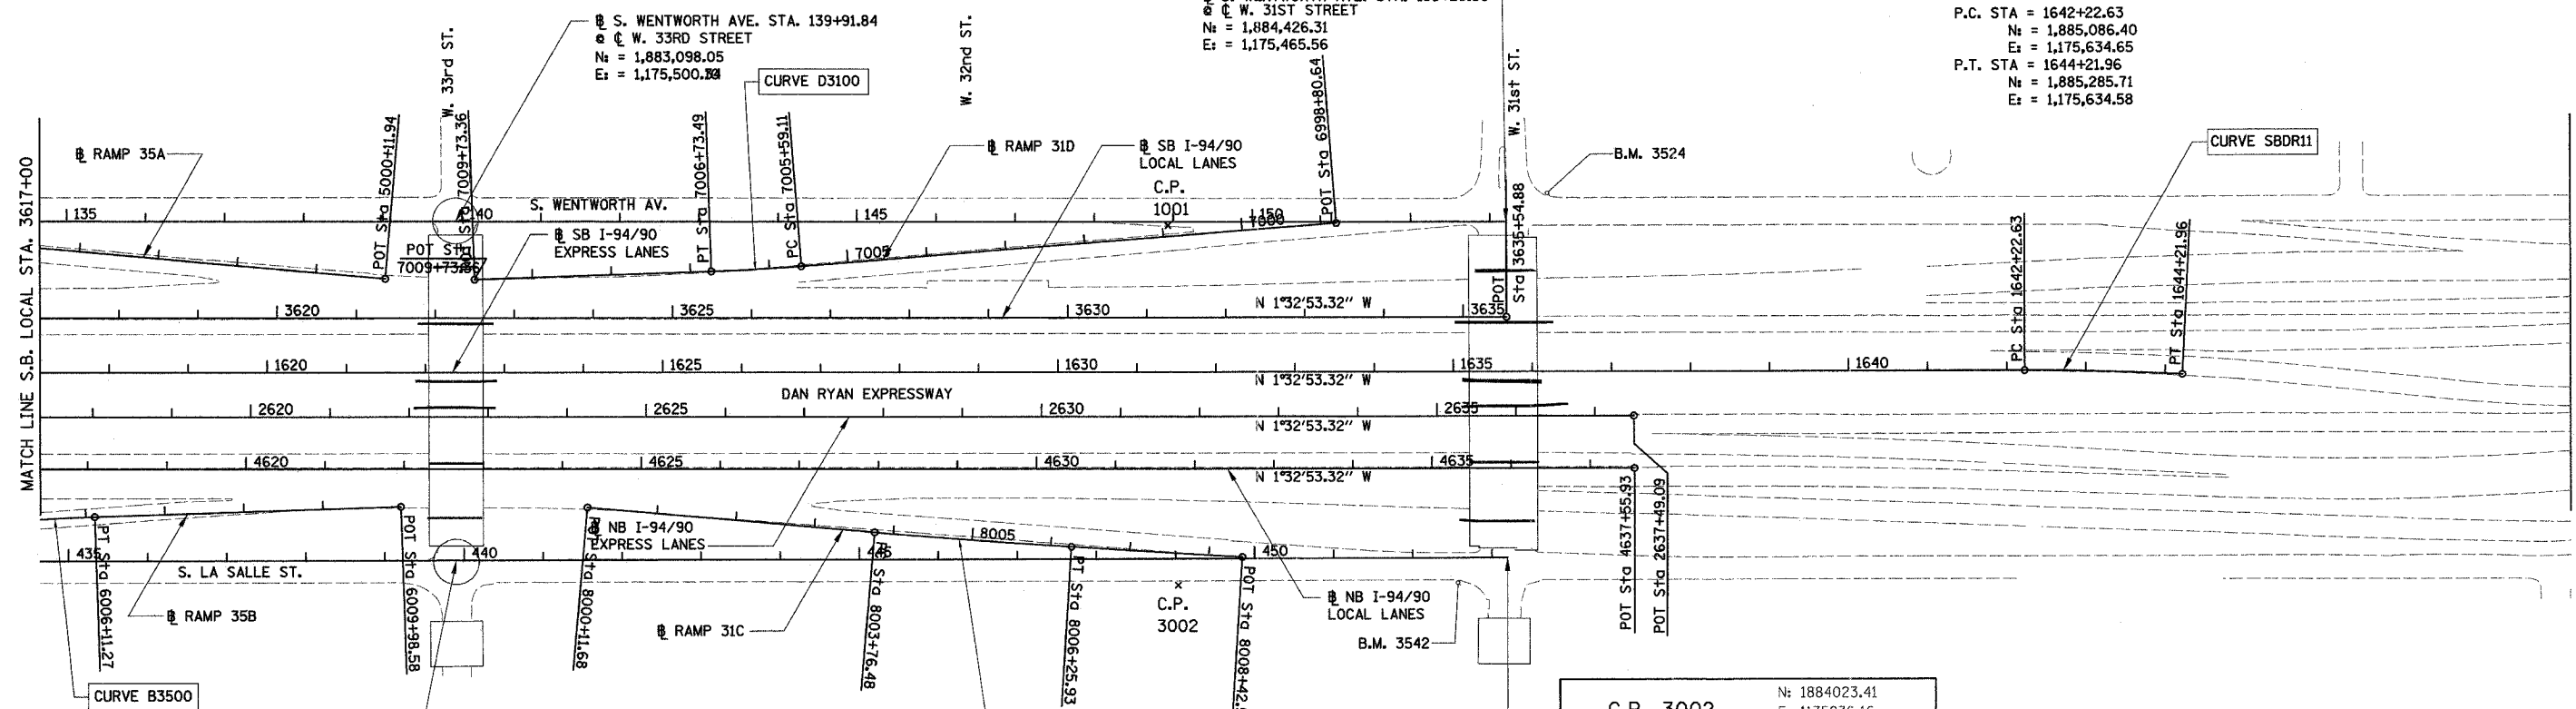 ℄ S. WENTWORTH AVE. STA. 139+91.84
@ ℄ W. 33RD STREET
N: = 1,883,098.05
E: = 1,175,500.
@ ℄ W. 31ST STREET
N: = 1,884,426.31
E: = 1,175,465.56
P.C. STA = 1642+22.63
N: = 1,885,086.40
E: = 1,175,634.65
P.T. STA = 1644+21.96
N: = 1,885,285.71
E: = 1,175,634.58
W. 33rd ST.
W. 32nd ST.
W. 31st ST.
CURVE D3100
CURVE SBDR11
MATCH LINE S.B. LOCAL STA. 3617+00
℄ RAMP 35A
POT Sta 5000+11.94
POT Sta 7009+73.36
PT Sta 7006+73.49
PC Sta 7005+59.11
℄ RAMP 31D
℄ SB I-94/90
LOCAL LANES
C.P.
1001
POT Sta 6998+80.64
B.M. 3524
135
140
S. WENTWORTH AV.
145
150
7000
POT Sta 3635+54.88
℄ SB I-94/90
EXPRESS LANES
POT Sta
7009+73.36
7005
PC Sta 1642+22.63
PT Sta 1644+21.96
3620
3625
3630
N 1°32'53.32" W
3635
1620
1625
1630
N 1°32'53.32" W
1635
1640
DAN RYAN EXPRESSWAY
2620
2625
2630
N 1°32'53.32" W
2635
4620
4625
4630
N 1°32'53.32" W
4635
℄ NB I-94/90
EXPRESS LANES
8005
435
440
445
450
S. LA SALLE ST.
PT Sta 6006+11.27
℄ RAMP 35B
POT Sta 6009+98.58
Sta 8000+11.68
℄ RAMP 31C
Sta 8003+76.48
PT Sta 8006+25.93
C.P.
3002
POT Sta 8008+42.
℄ NB I-94/90
LOCAL LANES
B.M. 3542
POT Sta 4637+55.93
POT Sta 2637+49.09
CURVE B3500
C.P. 3002
N: 1884023.41